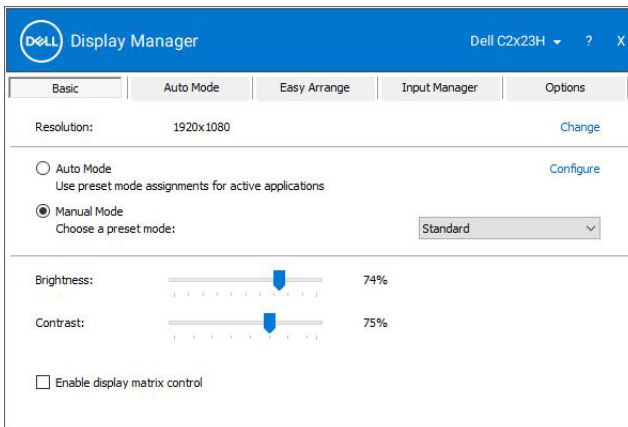 DELL Display Manager Dell C2x23H ? X
Basic Auto Mode Easy Arrange Input Manager Options
Resolution: 1920x1080 Change
Auto Mode Configure
Use preset mode assignments for active applications
Manual Mode
Choose a preset mode: Standard
Brightness: 74%
Contrast: 75%
Enable display matrix control